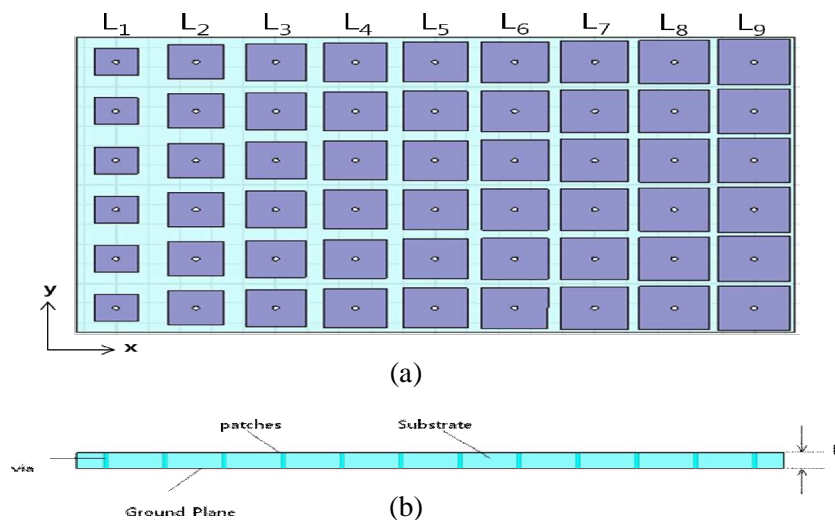 L₁ L₂ L₃ L₄ L₅ L₆ L₇ L₈ L₉
y
x
(a)
patches Substrate
via
Ground Plane
(b)